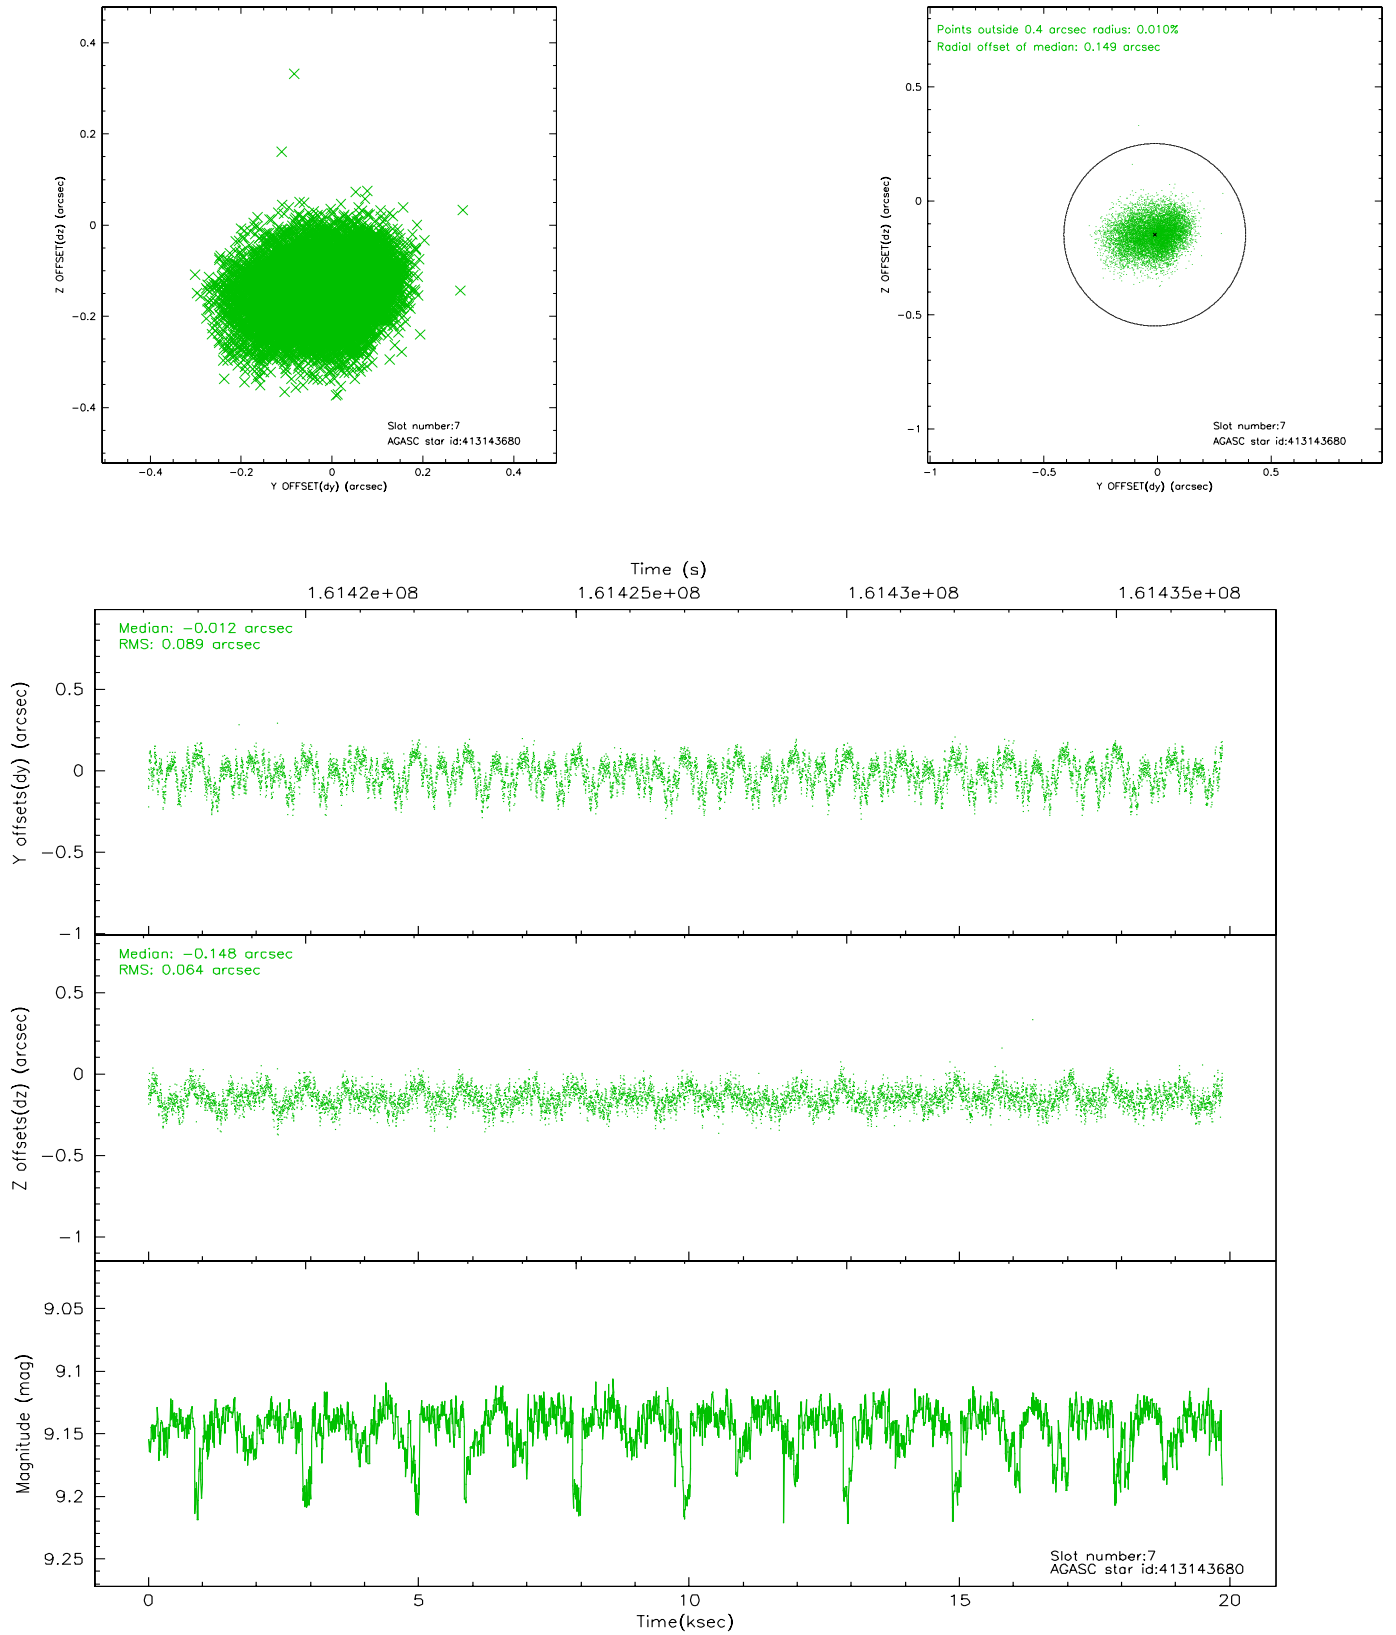 0.4
0.2
0
−0.2
−0.4
Z OFFSET(dz) (arcsec)
Slot number:7
AGASC star id:413143680
−0.4 −0.2 0 0.2 0.4
Y OFFSET(dy) (arcsec)
Points outside 0.4 arcsec radius: 0.010%
Radial offset of median: 0.149 arcsec
0.5
0
−0.5
−1
Z OFFSET(dz) (arcsec)
Slot number:7
AGASC star id:413143680
−1 −0.5 0 0.5
Y OFFSET(dy) (arcsec)
Time (s)
1.6142e+08 1.61425e+08 1.6143e+08 1.61435e+08
Median: −0.012 arcsec
RMS: 0.089 arcsec
0.5
0
−0.5
−1
Y offsets(dy) (arcsec)
Median: −0.148 arcsec
RMS: 0.064 arcsec
0.5
0
−0.5
−1
Z offsets(dz) (arcsec)
9.05
9.1
9.15
9.2
9.25
Magnitude (mag)
Slot number:7
AGASC star id:413143680
0 5 10 15 20
Time(ksec)